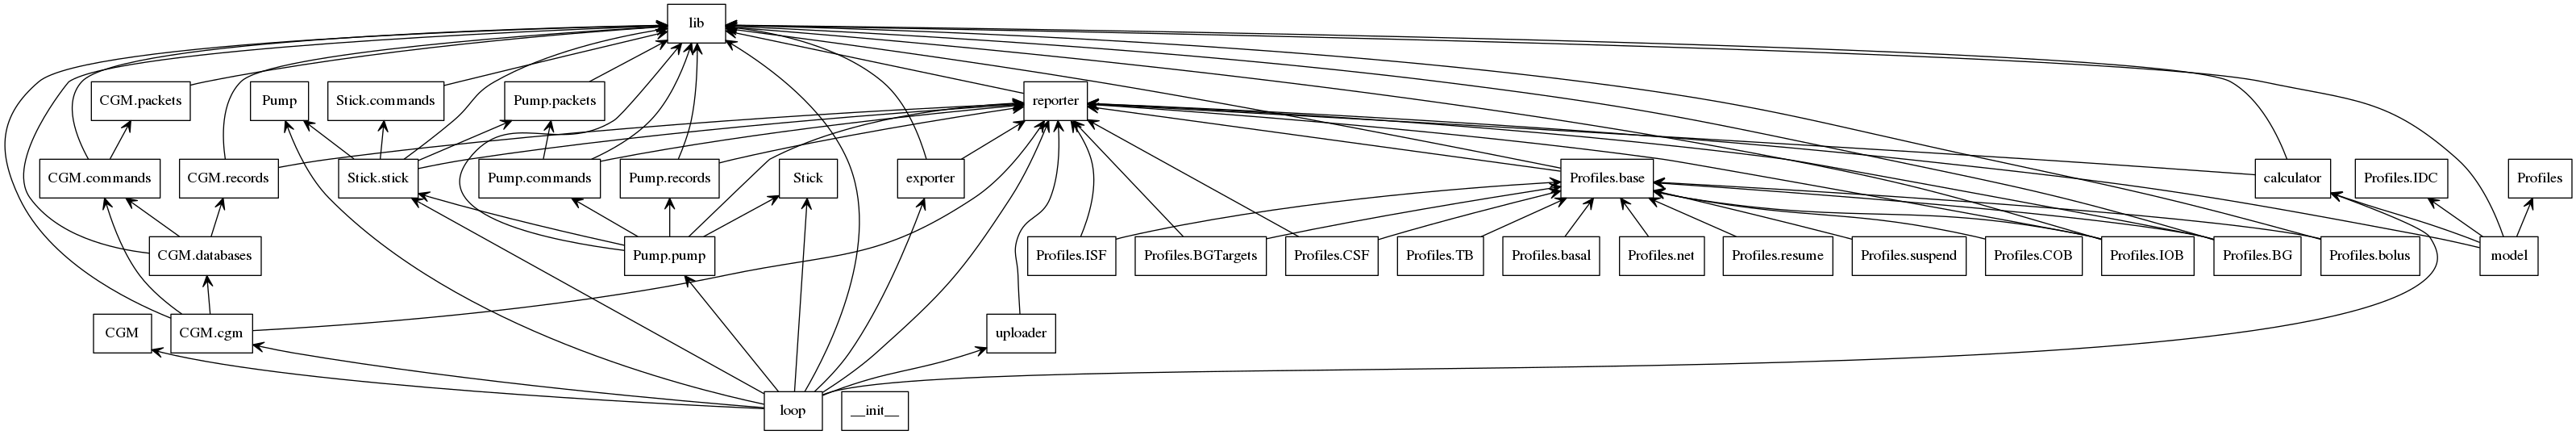 lib
CGM.packets
Pump
Stick.commands
Pump.packets
reporter
CGM.commands
CGM.records
Stick.stick
Pump.commands
Pump.records
Stick
exporter
Profiles.base
calculator
Profiles.IDC
Profiles
CGM.databases
Pump.pump
Profiles.ISF
Profiles.BGTargets
Profiles.CSF
Profiles.TB
Profiles.basal
Profiles.net
Profiles.resume
Profiles.suspend
Profiles.COB
Profiles.IOB
Profiles.BG
Profiles.bolus
model
CGM
CGM.cgm
uploader
loop
__init__